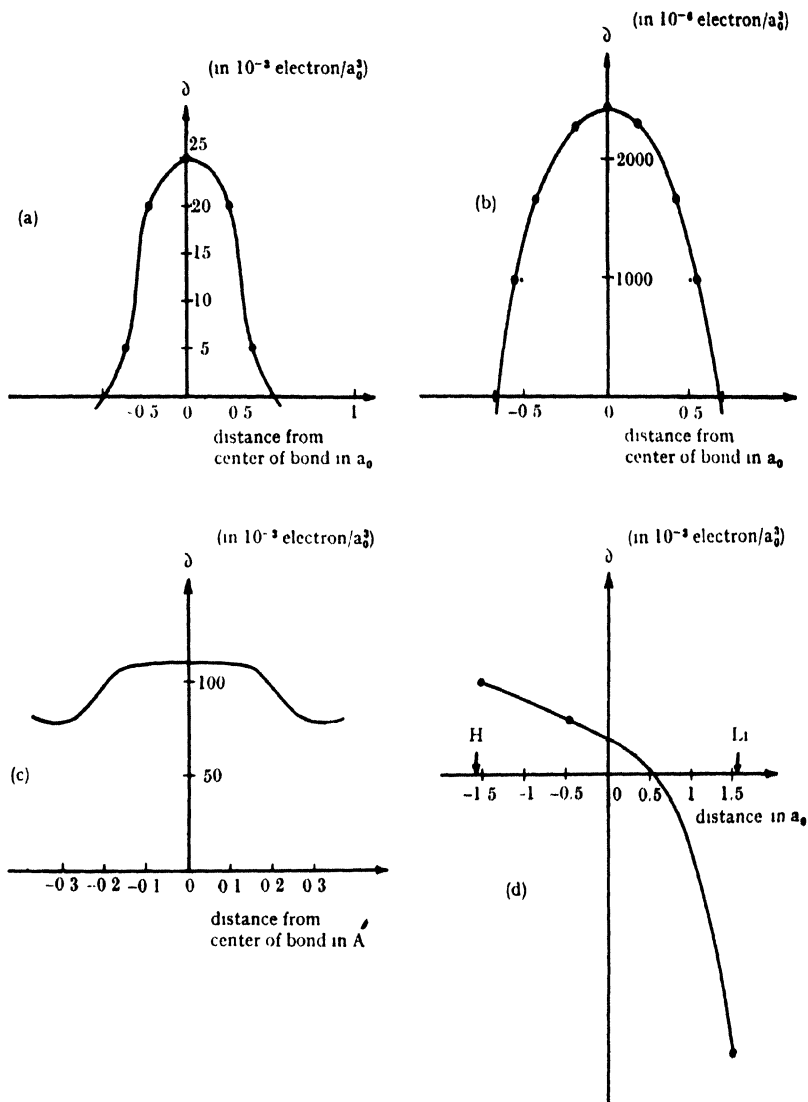 (in 10⁻³ electron/a₀³)
∂
25
20
15
10
5
(a)
-0 5 0 0 5 1
distance from
center of bond in a₀
(in 10⁻⁶ electron/a₀³)
∂
2000
1000
(b)
-0 5 0 0 5
distance from
center of bond in a₀
(in 10⁻³ electron/a₀³)
∂
100
50
(c)
-0 3 -0 2 -0 1 0 0 1 0 2 0 3
distance from
center of bond in Å
(in 10⁻³ electron/a₀³)
∂
H Li
-1 5 -1 -0.5 0 0.5 1 1.5
distance in a₀
(d)